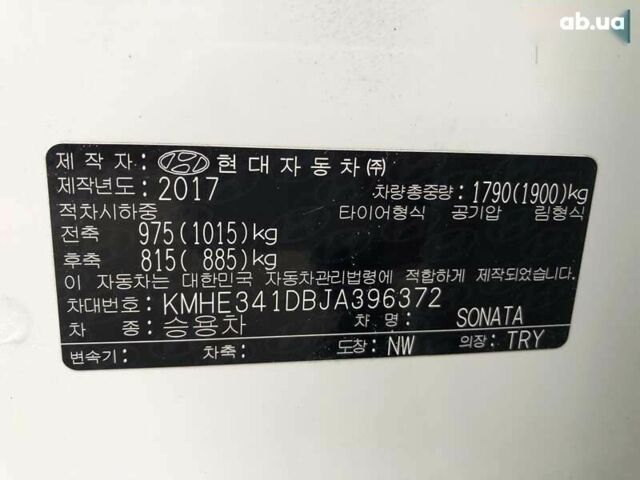 ab.ua
제 작 자 : 현대자동차㈜
제작년도 : 2017 차량총중량 : 1790(1900)kg
적차시하중 타이어형식 공기압 림형식
전축 975(1015)kg
후축 815( 885)kg
이 자동차는 대한민국 자동차관리법령에 적합하게 제작되었습니다.
차대번호 : KMHE341DBJA396372
차 종 : 승용차 차 명 : SONATA
변속기 : 차축 : 도장 : NW 의장 : TRY